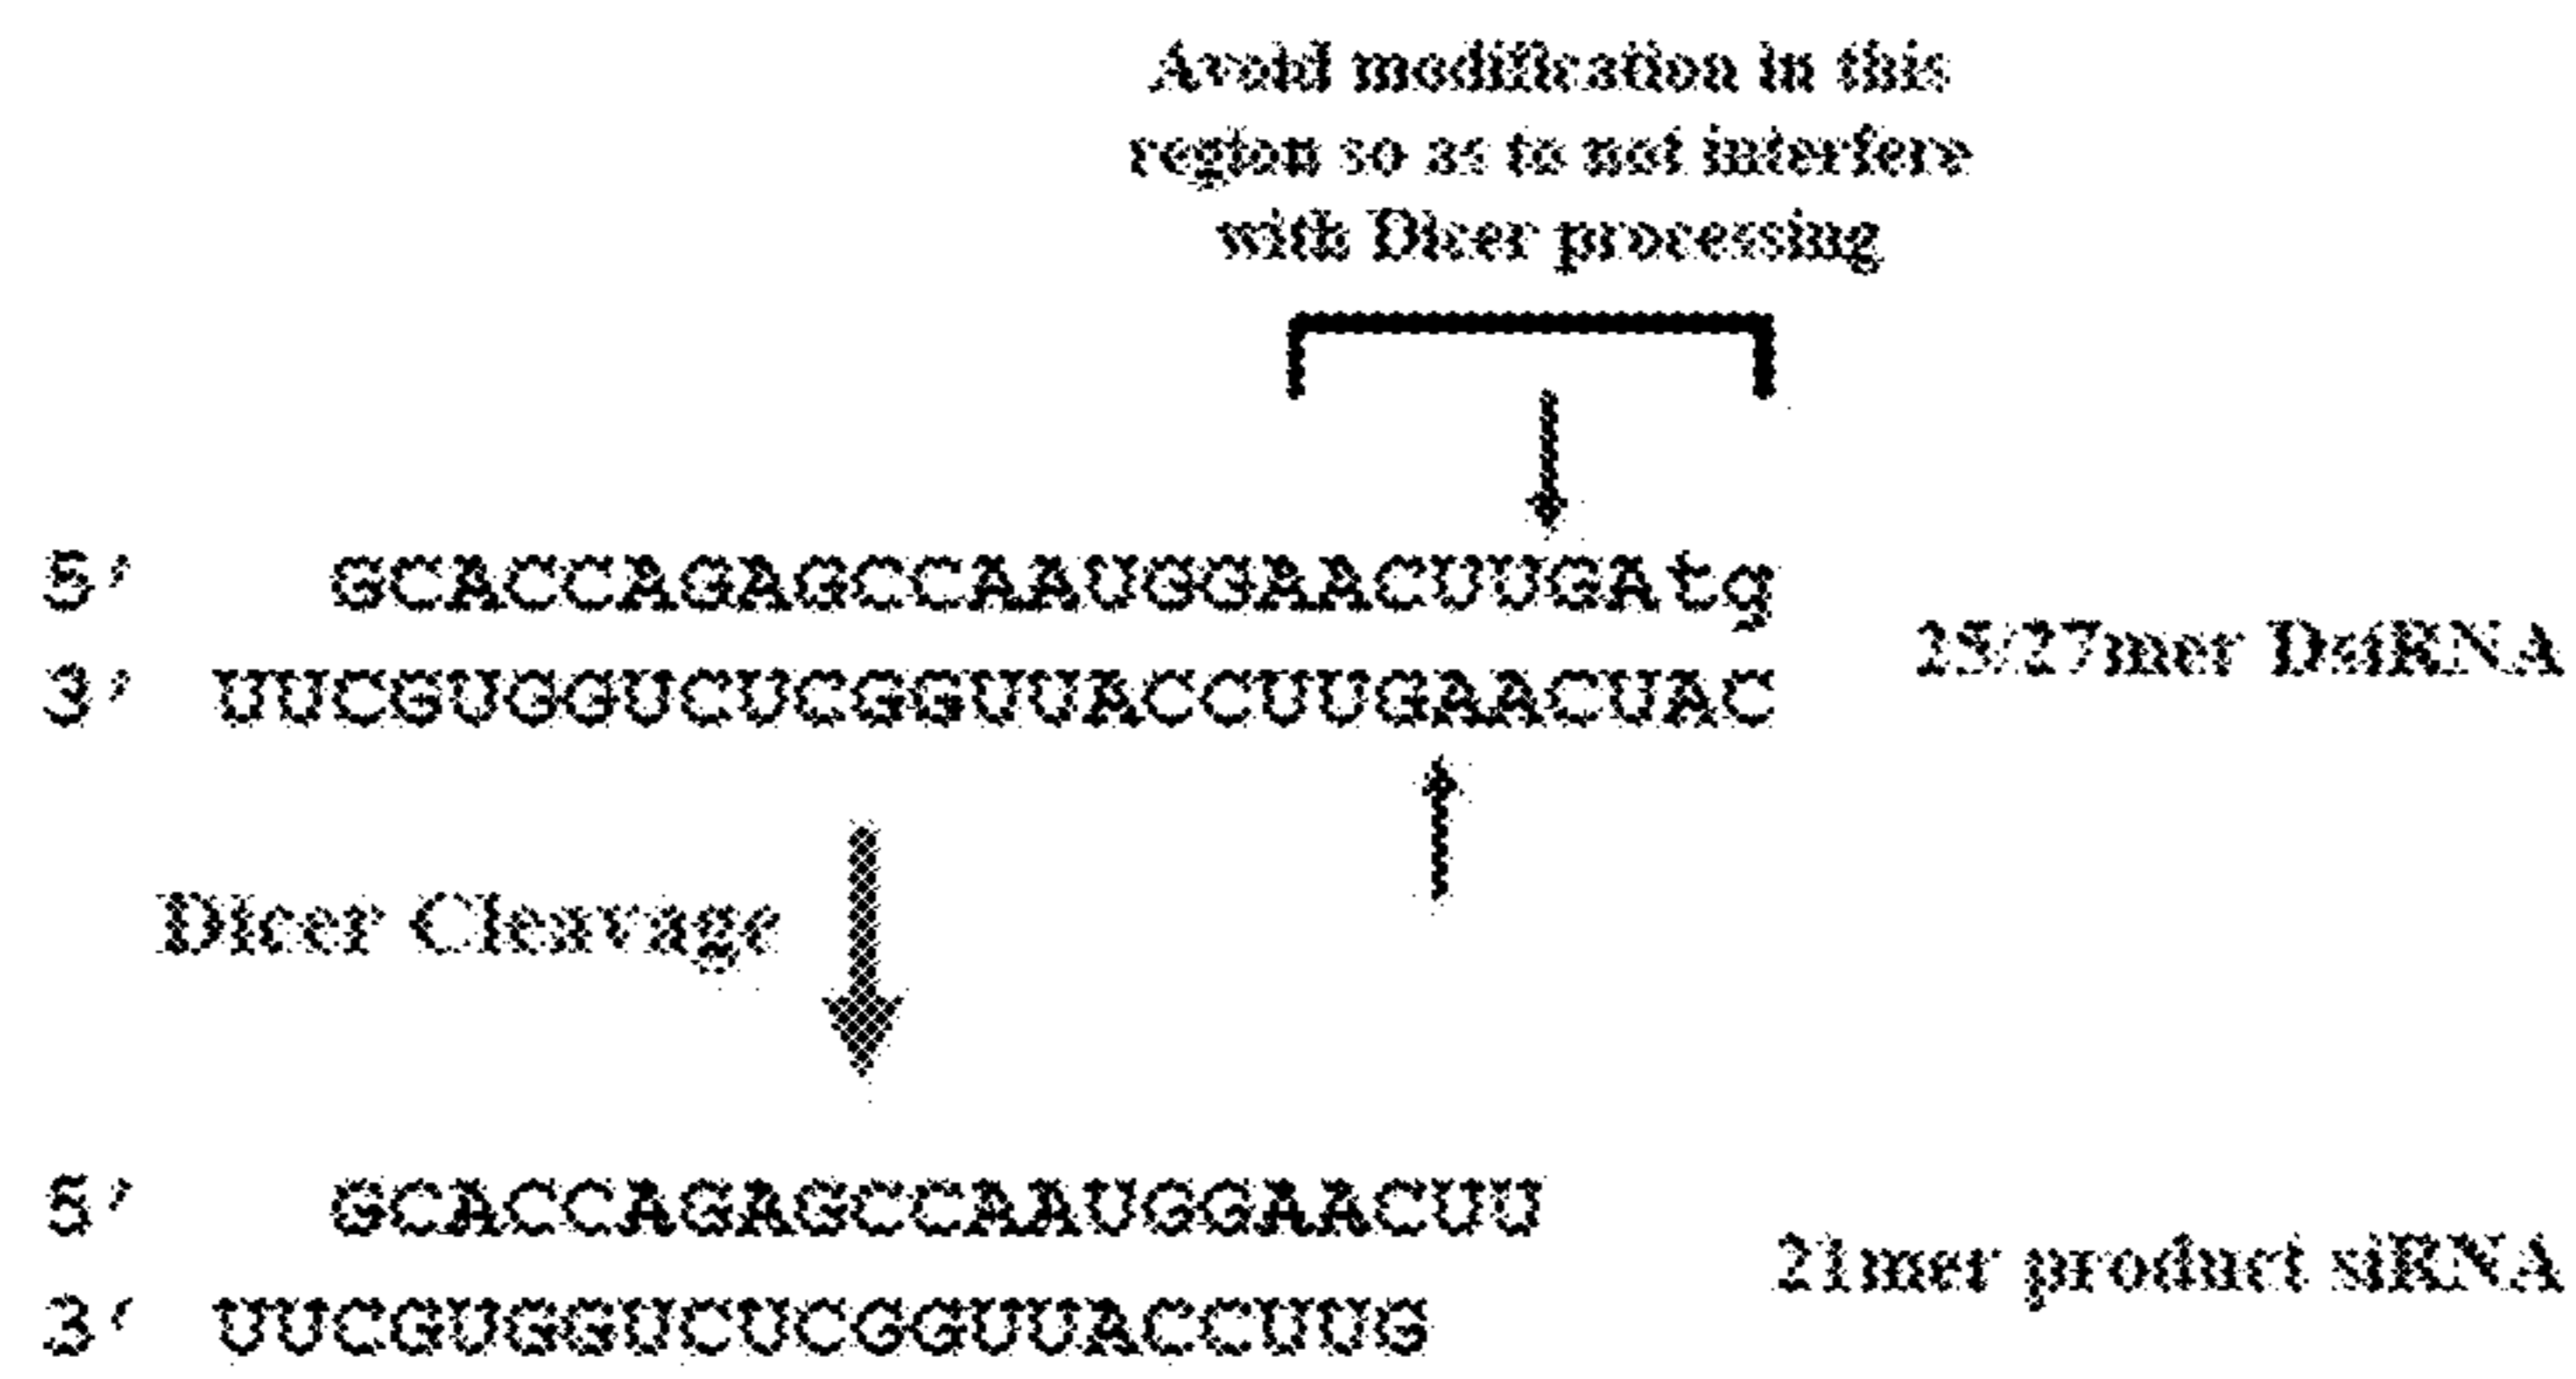 Avoid modification in this
region so as to not interfere
with Dicer processing
5' GCACCAGAGCCAAUGGAACUUGAtg
3' UUCGUGGUCUCGGUUACCUUGAACUAC
25/27mer DsiRNA
Dicer Cleavage
5' GCACCAGAGCCAAUGGAACUU
3' UUCGUGGUCUCGGUUACCUUG
21mer product siRNA